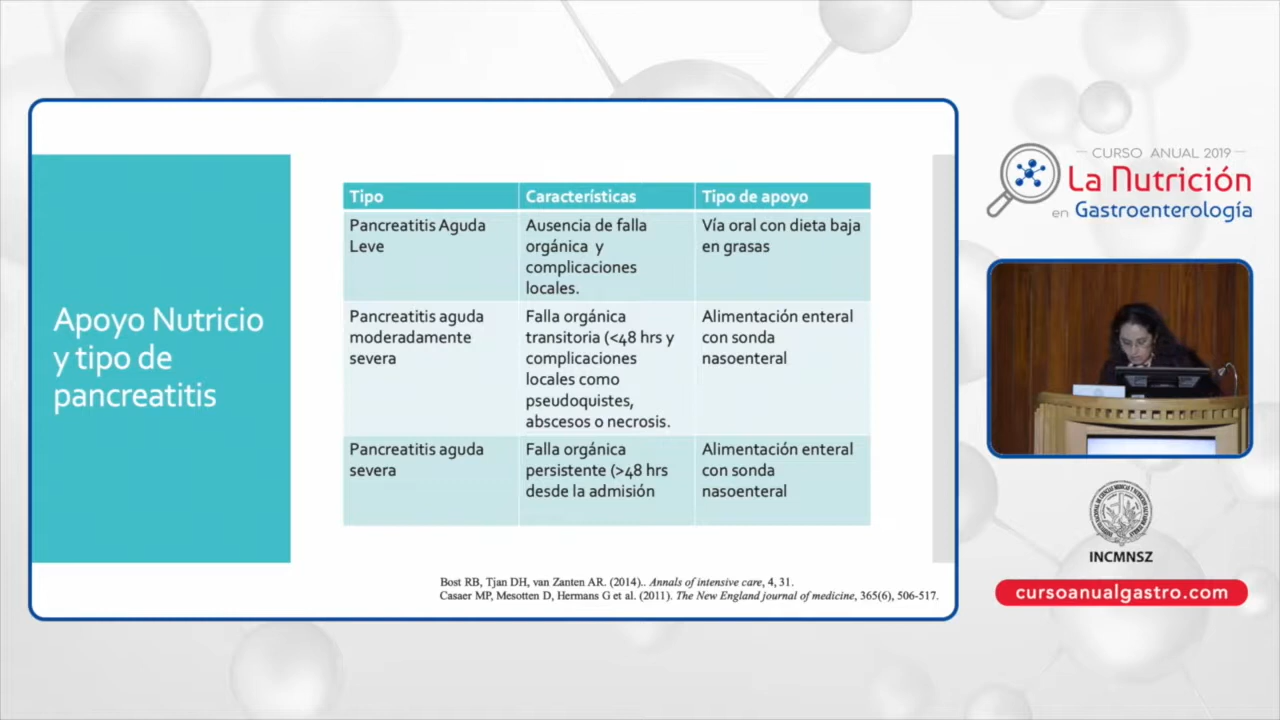 Apoyo Nutricio
y tipo de
pancreatitis
Tipo
Características
Tipo de apoyo
Pancreatitis Aguda
Leve
Ausencia de falla
orgánica y
complicaciones
locales.
Vía oral con dieta baja
en grasas
Pancreatitis aguda
moderadamente
severa
Falla orgánica
transitoria (<48 hrs y
complicaciones
locales como
pseudoquistes,
abscesos o necrosis.
Alimentación enteral
con sonda
nasoenteral
Pancreatitis aguda
severa
Falla orgánica
persistente (>48 hrs
desde la admisión
Alimentación enteral
con sonda
nasoenteral
Bost RB, Tjan DH, van Zanten AR. (2014).. Annals of intensive care, 4, 31.
Casaer MP, Mesotten D, Hermans G et al. (2011). The New England journal of medicine, 365(6), 506-517.
CURSO ANUAL 2019
La Nutrición
en Gastroenterología
INCMNSZ
cursoanualgastro.com